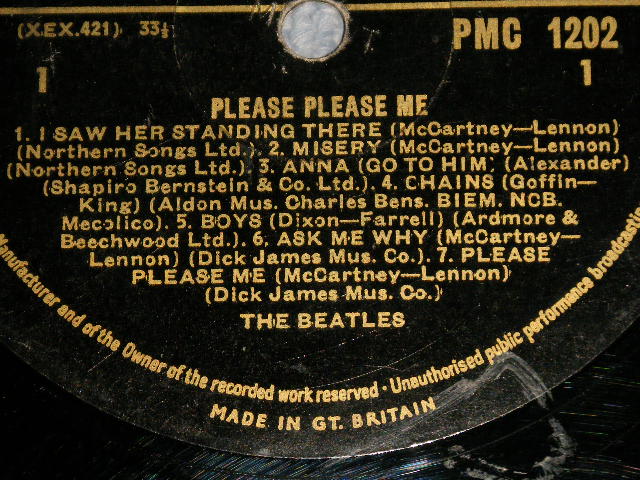 (X.EX.421) 33⅓ PMC 1202
1 1
PLEASE PLEASE ME
1. I SAW HER STANDING THERE (McCartney—Lennon)
(Northern Songs Ltd.) 2. MISERY (McCartney—Lennon)
(Northern Songs Ltd.) 3. ANNA (GO TO HIM) (Alexander)
(Shapiro Bernstein & Co. Ltd.). 4. CHAINS (Goffin—
King) (Aldon Mus. Charles Bens. BIEM. NCB.
Mecolico). 5. BOYS (Dixon—Farrell) (Ardmore &
Beechwood Ltd.). 6. ASK ME WHY (McCartney—
Lennon) (Dick James Mus. Co.). 7. PLEASE
PLEASE ME (McCartney—Lennon)
(Dick James Mus. Co.)
THE BEATLES
Manufacturer and of the Owner of the recorded work reserved · Unauthorised public performance broadcasting
MADE IN GT. BRITAIN